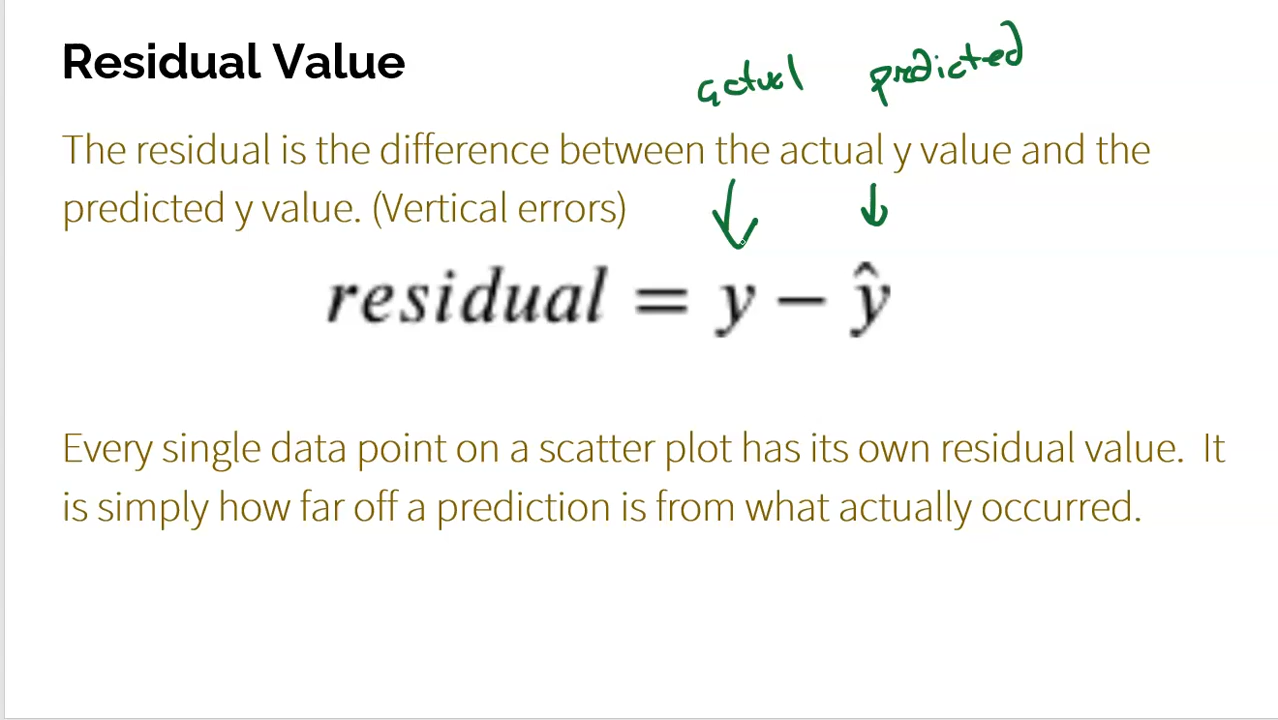 Residual Value
actual predicted
The residual is the difference between the actual y value and the
predicted y value. (Vertical errors)
residual = y − ŷ
Every single data point on a scatter plot has its own residual value. It
is simply how far off a prediction is from what actually occurred.